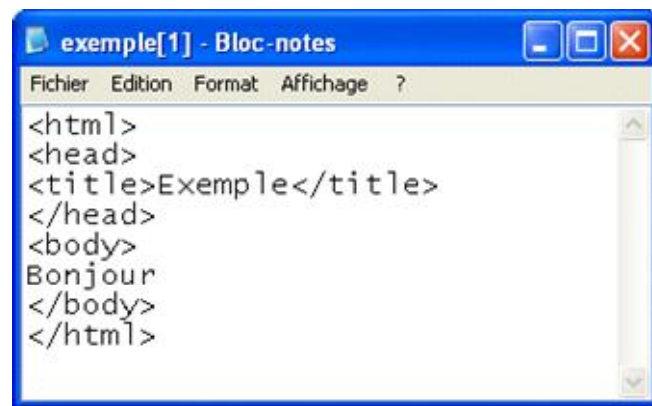 exemple[1] - Bloc-notes
Fichier Edition Format Affichage ?
<html>
<head>
<title>Exemple</title>
</head>
<body>
Bonjour
</body>
</html>